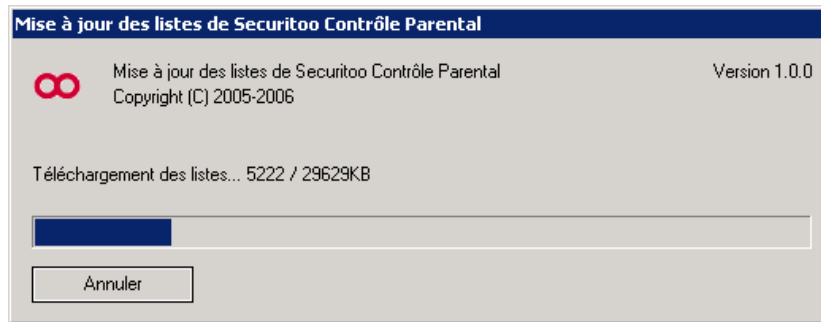 Mise à jour des listes de Securitoo Contrôle Parental
Mise à jour des listes de Securitoo Contrôle Parental Version 1.0.0
Copyright (C) 2005-2006
Téléchargement des listes... 5222 / 29629KB
Annuler